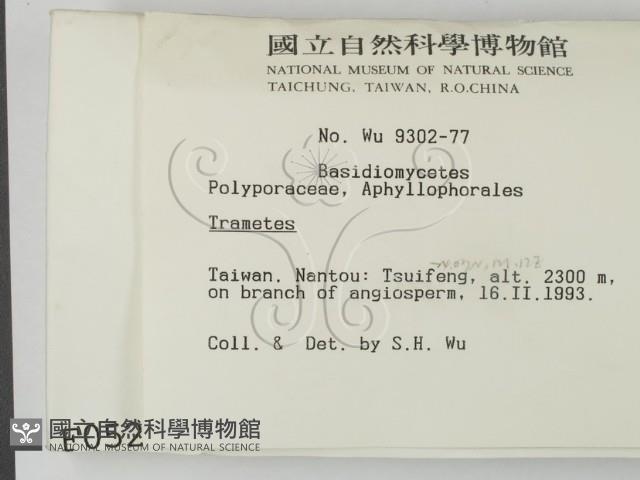 國立自然科學博物館
NATIONAL MUSEUM OF NATURAL SCIENCE
TAICHUNG, TAIWAN, R.O.CHINA
No. Wu 9302-77
Basidiomycetes
Polyporaceae, Aphyllophorales
Trametes
Taiwan. Nantou: Tsuifeng, alt. 2300 m,
on branch of angiosperm, 16.II.1993.
Coll. & Det. by S.H. Wu
F052
國立自然科學博物館
NATIONAL MUSEUM OF NATURAL SCIENCE